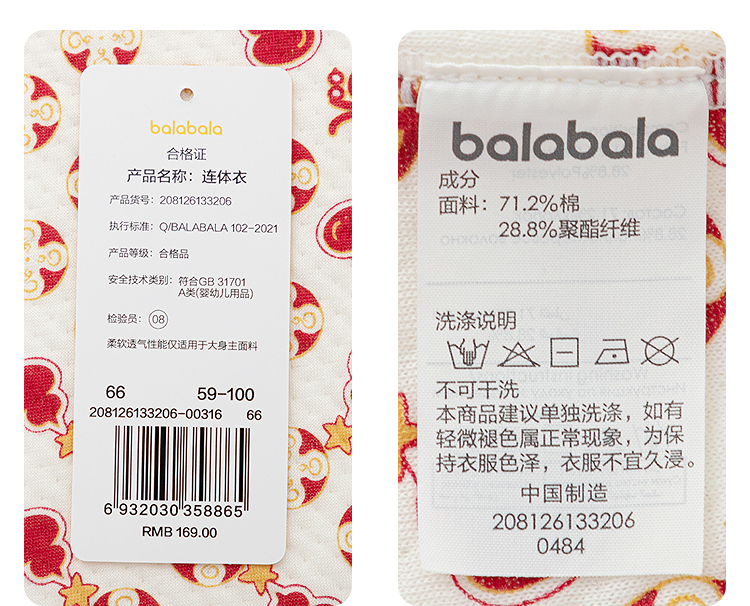 balabala
合格证
产品名称：连体衣
产品货号：208126133206
执行标准：Q/BALABALA 102-2021
产品等级：合格品
安全技术类别：符合GB 31701
A类(婴幼儿用品)
检验员：08
柔软透气性能仅适用于大身主面料
66 59-100
208126133206-00316 66
6 932030 358865
RMB 169.00
balabala
成分
面料：71.2%棉
28.8%聚酯纤维
洗涤说明
不可干洗
本商品建议单独洗涤，如有
轻微褪色属正常现象，为保
持衣服色泽，衣服不宜久浸。
中国制造
208126133206
0484